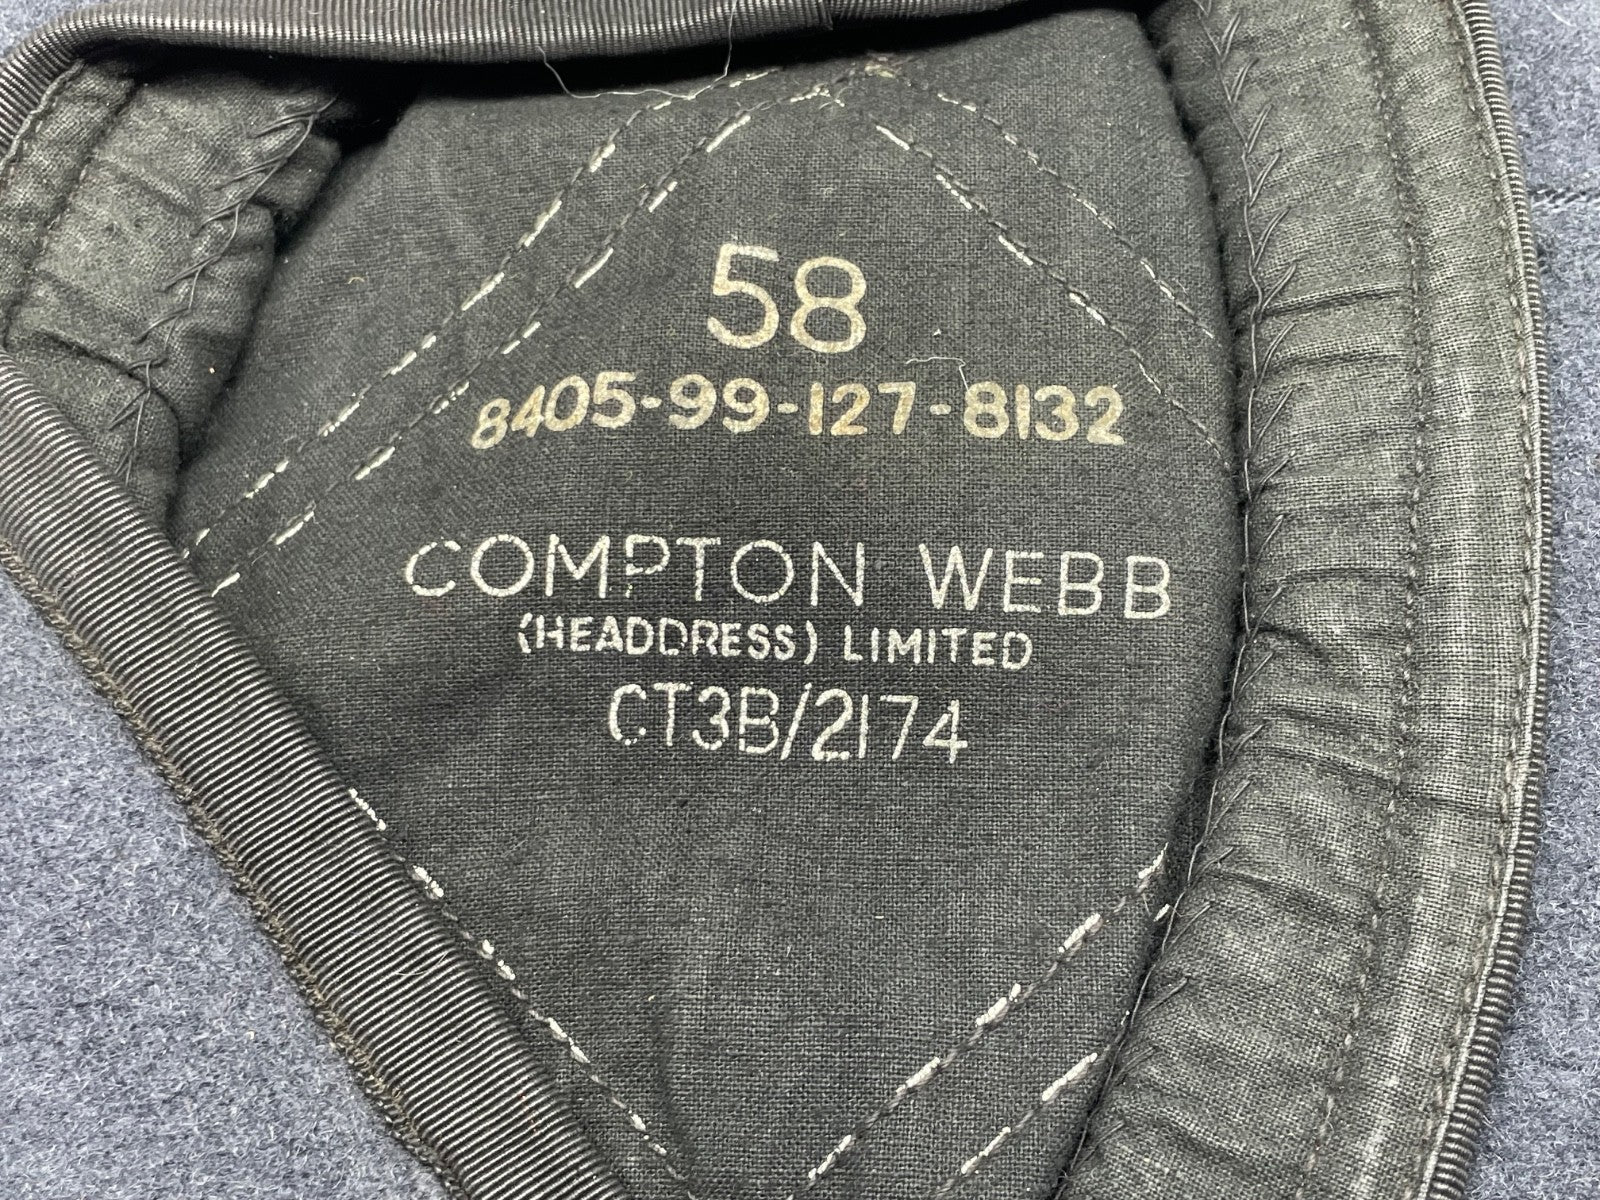 58
8405-99-127-8132
COMPTON WEBB
(HEADDRESS) LIMITED
CT3B/2174